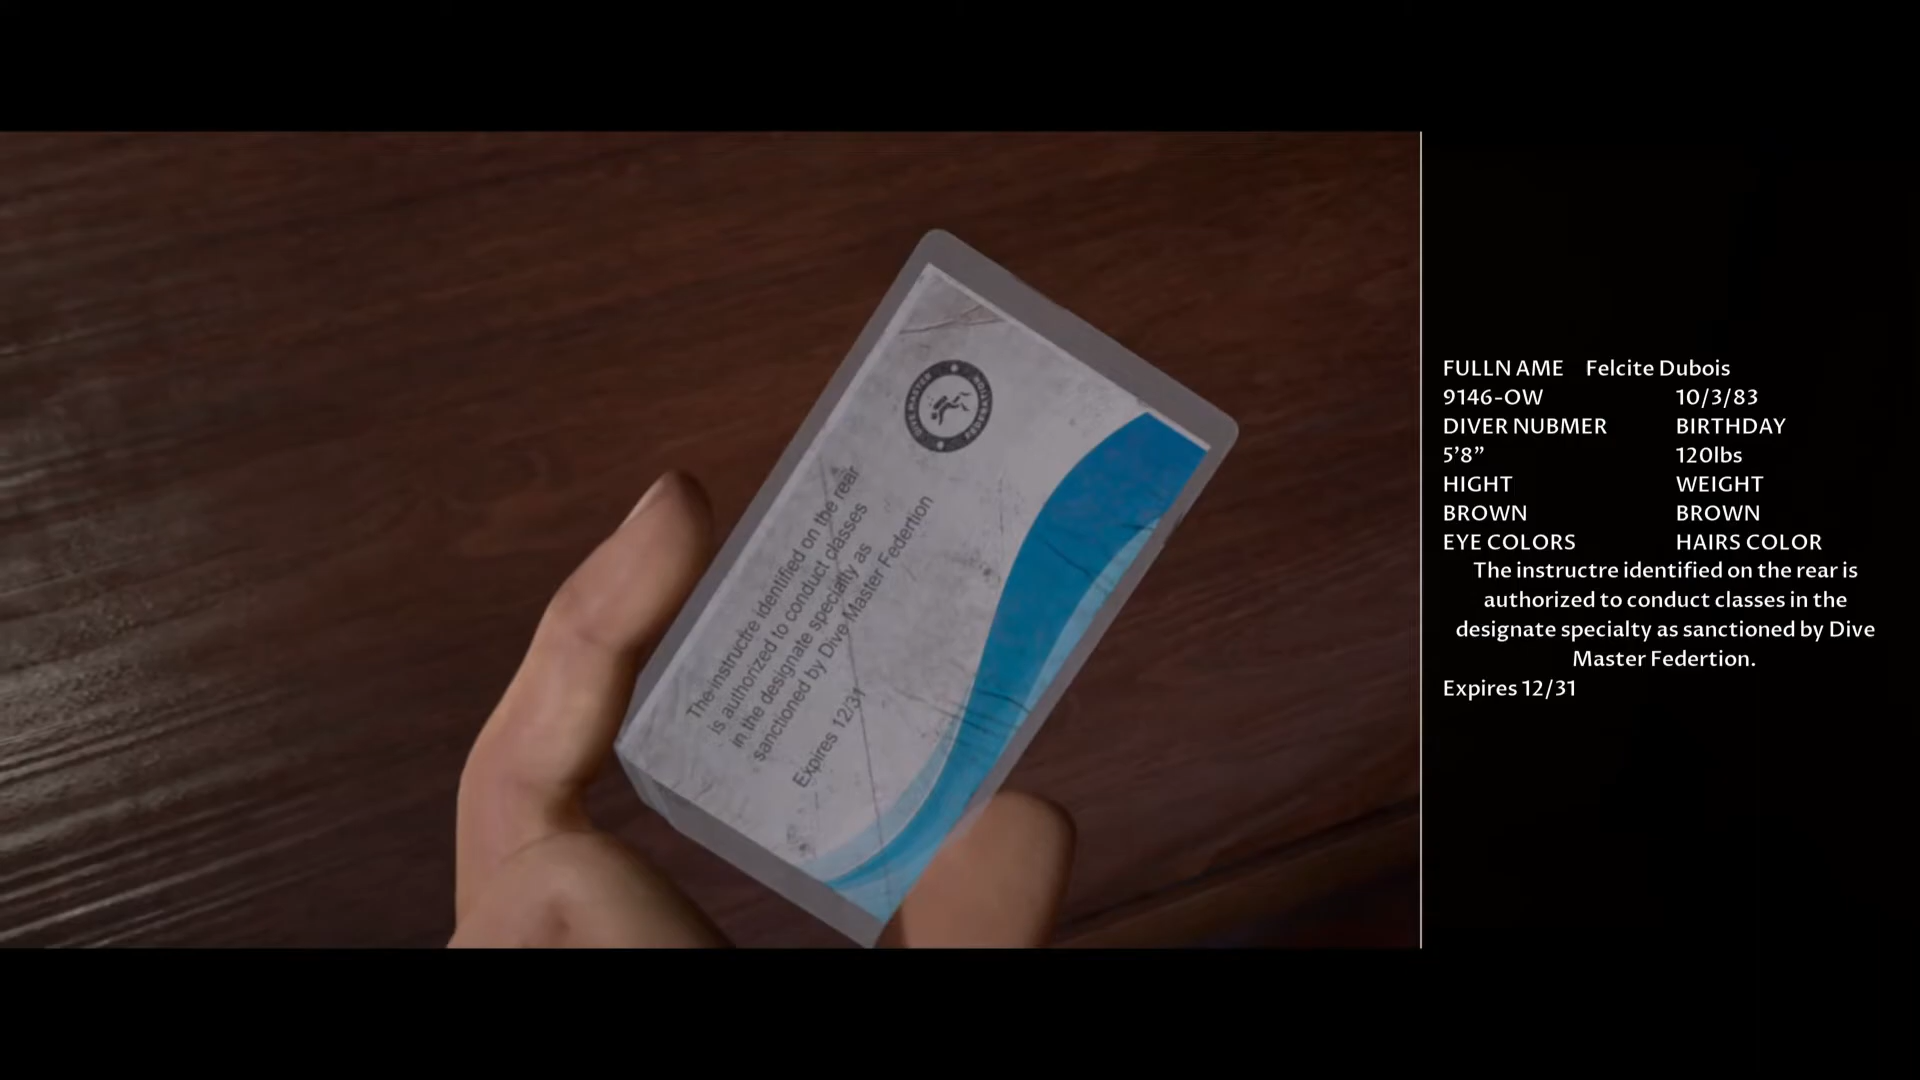 DIVE MASTER FEDERATION
The instructre identified on the rear
is authorized to conduct classes
in the designate specialty as
sanctioned by Dive Master Federtion
Expires 12/31
FULLN AME Felcite Dubois
9146-OW 10/3/83
DIVER NUBMER BIRTHDAY
5'8” 120lbs
HIGHT WEIGHT
BROWN BROWN
EYE COLORS HAIRS COLOR
The instructre identified on the rear is
authorized to conduct classes in the
designate specialty as sanctioned by Dive
Master Federtion.
Expires 12/31